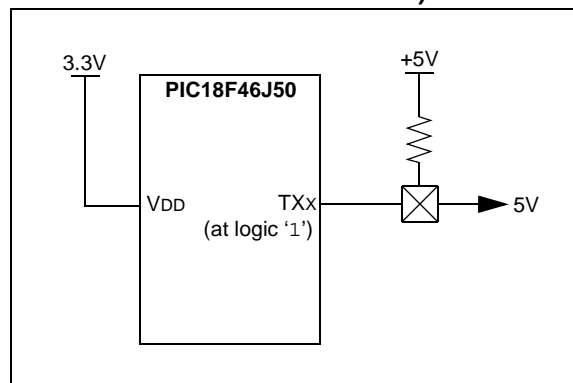 3.3V
+5V
PIC18F46J50
VDD
TXX
(at logic ‘1’)
5V